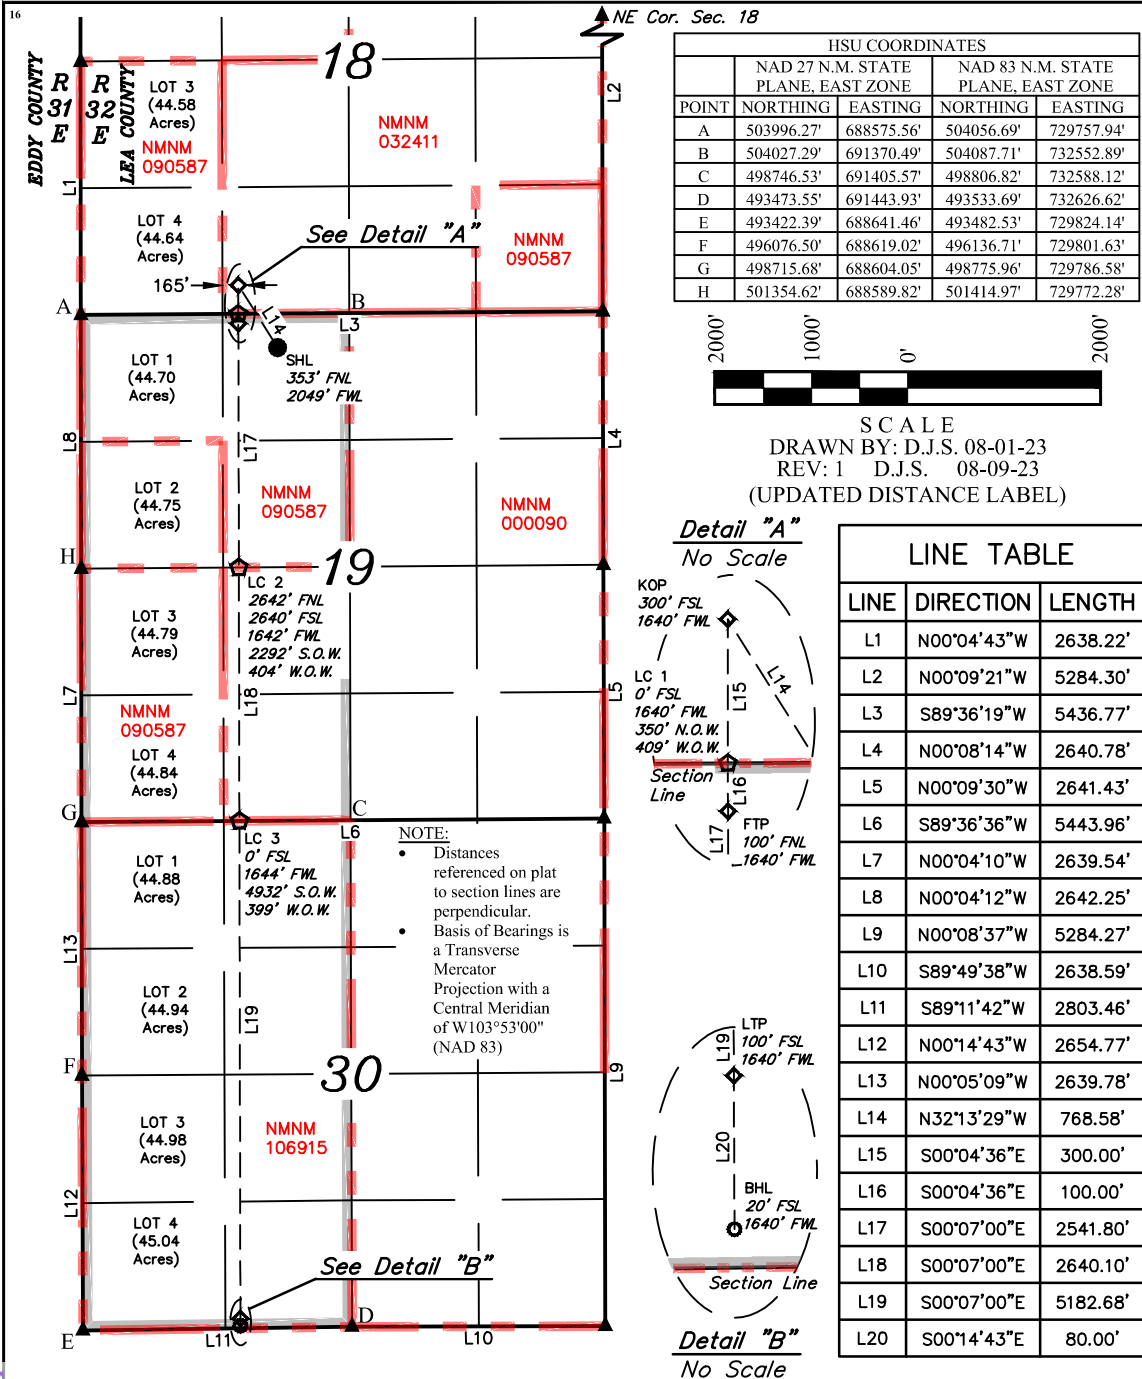 16
NE Cor. Sec. 18
18
EDDY COUNTY
R 31 E
R 32 E
LEA COUNTY
LOT 3
(44.58
Acres)
NMNM
090587
NMNM
032411
L2
L1
LOT 4
(44.64
Acres)
See Detail "A"
NMNM
090587
165'
A
B
L14
L3
SHL
353' FNL
2049' FWL
LOT 1
(44.70
Acres)
L8
L17
L4
LOT 2
(44.75
Acres)
NMNM
090587
NMNM
000090
H
19
LC 2
2642' FNL
2640' FSL
1642' FWL
2292' S.O.W.
404' W.O.W.
LOT 3
(44.79
Acres)
L7
L18
L5
NMNM
090587
LOT 4
(44.84
Acres)
G
C
L6
LC 3
0' FSL
1644' FWL
4932' S.O.W.
399' W.O.W.
LOT 1
(44.88
Acres)
NOTE:
• Distances
referenced on plat
to section lines are
perpendicular.
• Basis of Bearings is
a Transverse
Mercator
Projection with a
Central Meridian
of W103°53'00"
(NAD 83)
L13
LOT 2
(44.94
Acres)
L19
F
30
L9
LOT 3
(44.98
Acres)
NMNM
106915
L12
LOT 4
(45.04
Acres)
See Detail "B"
E
L11
D
L10
HSU COORDINATES
NAD 27 N.M. STATE PLANE, EAST ZONE NAD 83 N.M. STATE PLANE, EAST ZONE
POINT NORTHING EASTING NORTHING EASTING
A 503996.27' 688575.56' 504056.69' 729757.94'
B 504027.29' 691370.49' 504087.71' 732552.89'
C 498746.53' 691405.57' 498806.82' 732588.12'
D 493473.55' 691443.93' 493533.69' 732626.62'
E 493422.39' 688641.46' 493482.53' 729824.14'
F 496076.50' 688619.02' 496136.71' 729801.63'
G 498715.68' 688604.05' 498775.96' 729786.58'
H 501354.62' 688589.82' 501414.97' 729772.28'
2000' 1000' 0' 2000'
SCALE
DRAWN BY: D.J.S. 08-01-23
REV: 1 D.J.S. 08-09-23
(UPDATED DISTANCE LABEL)
Detail "A"
No Scale
KOP
300' FSL
1640' FWL
L14
L15
LC 1
0' FSL
1640' FWL
350' N.O.W.
409' W.O.W.
Section
Line
L16
L17
FTP
100' FNL
1640' FWL
LTP
100' FSL
1640' FWL
L19
L20
BHL
20' FSL
1640' FWL
Section Line
Detail "B"
No Scale
LINE TABLE
LINE DIRECTION LENGTH
L1 N00°04'43"W 2638.22'
L2 N00°09'21"W 5284.30'
L3 S89°36'19"W 5436.77'
L4 N00°08'14"W 2640.78'
L5 N00°09'30"W 2641.43'
L6 S89°36'36"W 5443.96'
L7 N00°04'10"W 2639.54'
L8 N00°04'12"W 2642.25'
L9 N00°08'37"W 5284.27'
L10 S89°49'38"W 2638.59'
L11 S89°11'42"W 2803.46'
L12 N00°14'43"W 2654.77'
L13 N00°05'09"W 2639.78'
L14 N32°13'29"W 768.58'
L15 S00°04'36"E 300.00'
L16 S00°04'36"E 100.00'
L17 S00°07'00"E 2541.80'
L18 S00°07'00"E 2640.10'
L19 S00°07'00"E 5182.68'
L20 S00°14'43"E 80.00'